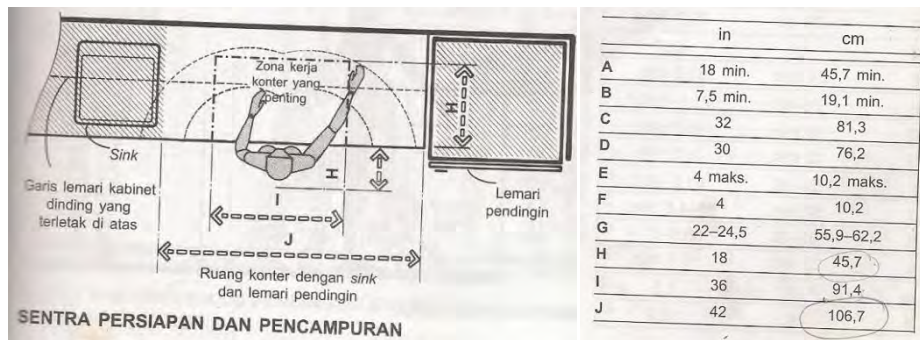 Zona kerja
konter yang
penting
H
H
Sink
Garis lemari kabinet
dinding yang
terletak di atas
I
J
Lemari
pendingin
Ruang konter dengan sink
dan lemari pendingin
SENTRA PERSIAPAN DAN PENCAMPURAN
in cm
A 18 min. 45,7 min.
B 7,5 min. 19,1 min.
C 32 81,3
D 30 76,2
E 4 maks. 10,2 maks.
F 4 10,2
G 22–24,5 55,9–62,2
H 18 45,7
I 36 91,4
J 42 106,7